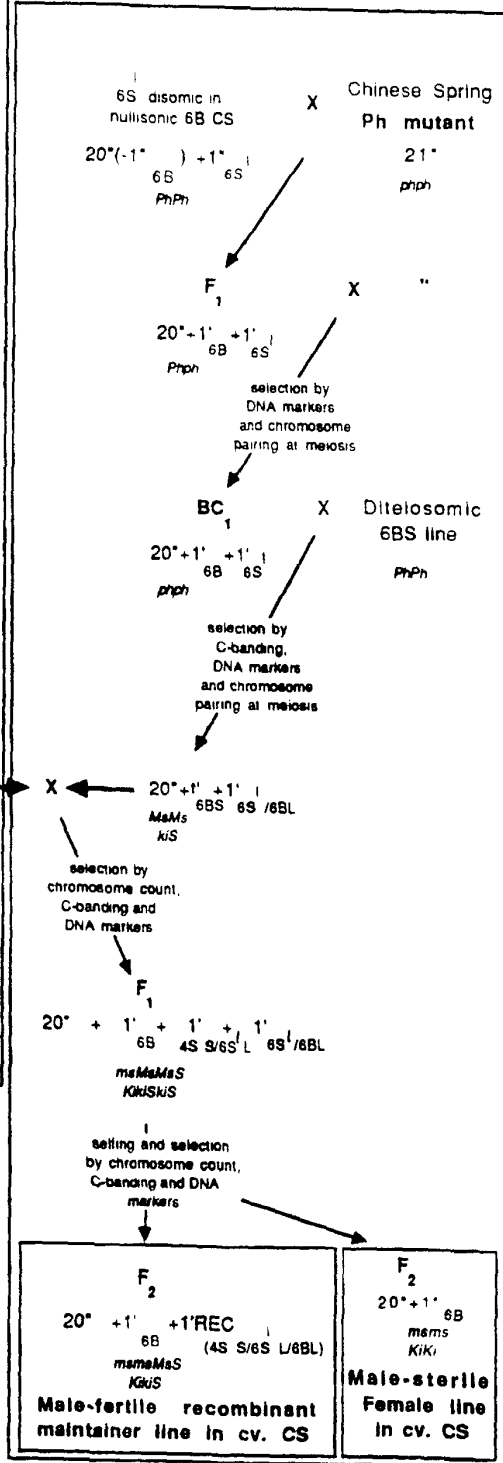 6S^l disomic in
nullisonic 6B CS
X
Chinese Spring
Ph mutant
20"(-1"6B) +1"6S^l
PhPh
21"
phph
F1
X "
20"+1'6B +1'6S^l
Phph
selection by
DNA markers
and chromosome
pairing at meiosis
BC1
X
Ditelosomic
6BS line
20"+1'6B +1'6S^l
phph
PhPh
selection by
C-banding,
DNA markers
and chromosome
pairing at meiosis
X
20"+1'6BS +1'6S^l/6BL
MsMs
kiS
selection by
chromosome count,
C-banding and
DNA markers
F1
20" + 1'6B + 1'4S S/6S^l L + 1'6S^l/6BL
msMsMsS
KikiSkiS
selting and selection
by chromosome count,
C-banding and DNA
markers
F2
20" +1'6B +1'REC(4S S/6S^l L/6BL)
msmsMsS
KikiS
Male-fertile recombinant
maintainer line in cv. CS
F2
20"+1"6B
msms
KiKi
Male-sterile
Female line
in cv. CS